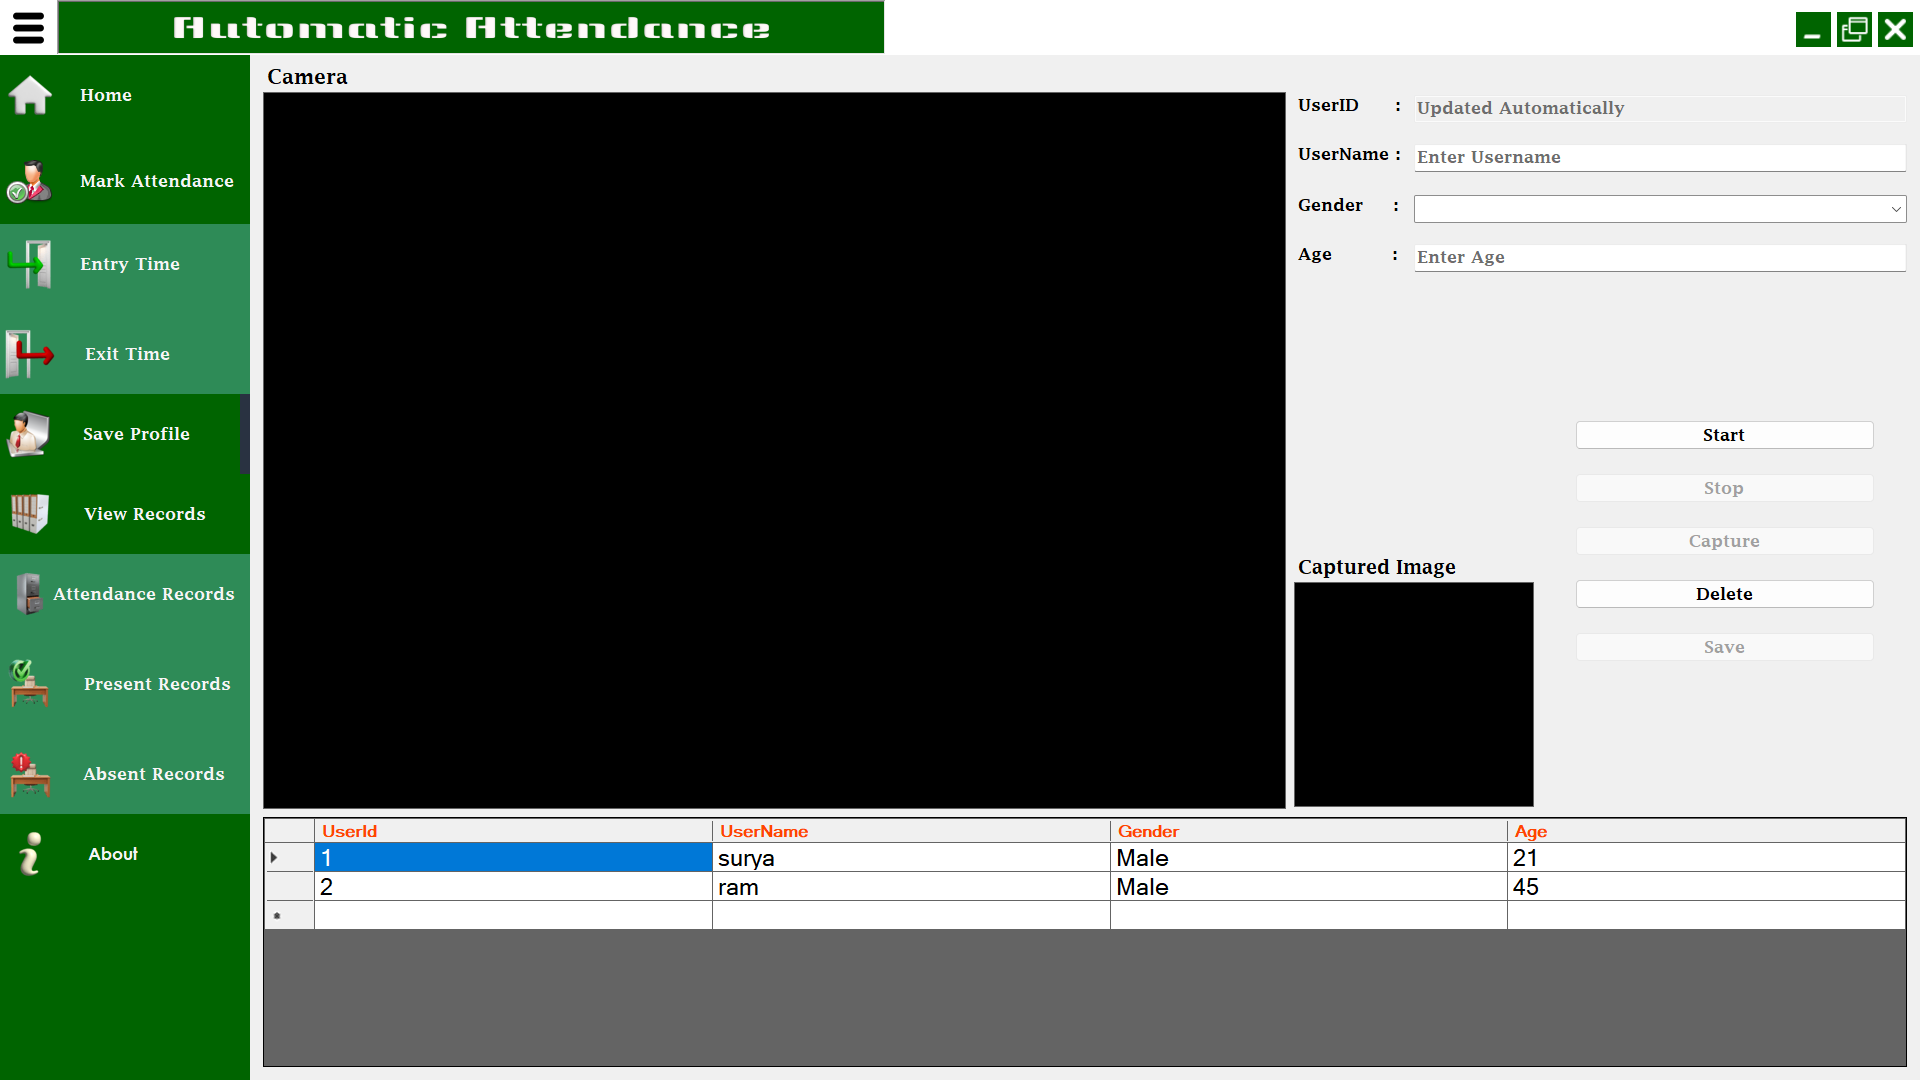 Automatic Attendance
Home
Mark Attendance
Entry Time
Exit Time
Save Profile
View Records
Attendance Records
Present Records
Absent Records
About
Camera
UserID : Updated Automatically
UserName : Enter Username
Gender :
Age : Enter Age
Start
Stop
Capture
Delete
Save
Captured Image
UserId UserName Gender Age
1 surya Male 21
2 ram Male 45